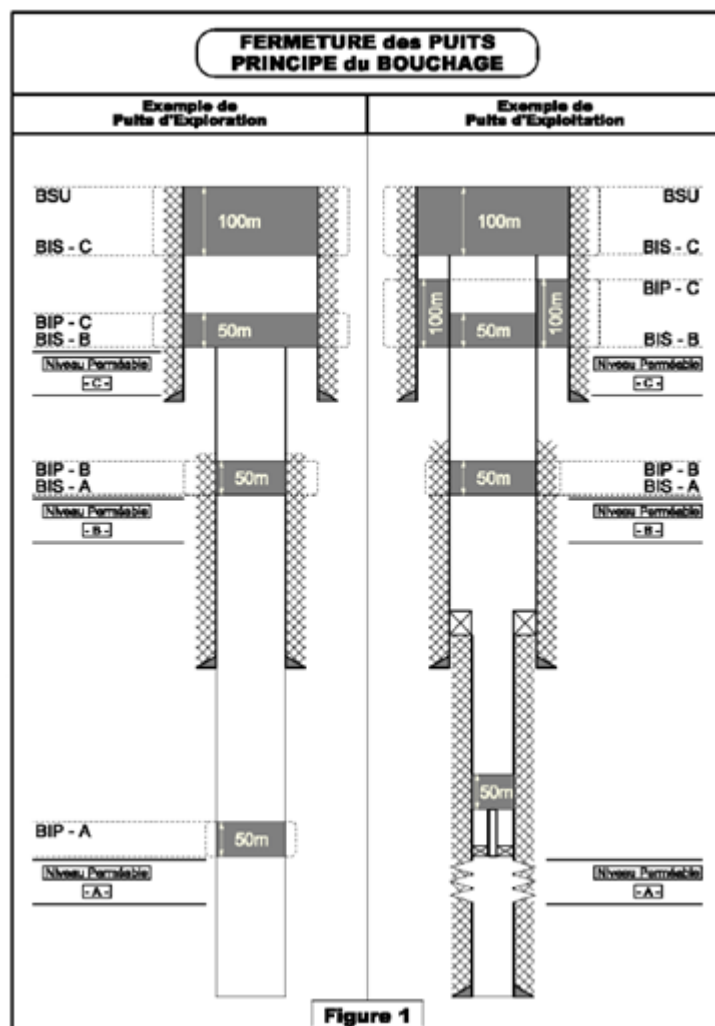 FERMETURE des PUITS
PRINCIPE du BOUCHAGE
Exemple de
Puits d'Exploration
Exemple de
Puits d'Exploitation
BSU
100m
BIS - C
BIP - C
50m
BIS - B
Niveau Perméable
- C -
BIP - B
50m
BIS - A
Niveau Perméable
- B -
BIP - A
50m
Niveau Perméable
- A -
BSU
100m
BIS - C
BIP - C
100m
50m
100m
BIS - B
Niveau Perméable
- C -
BIP - B
50m
BIS - A
Niveau Perméable
- B -
50m
Niveau Perméable
- A -
Figure 1